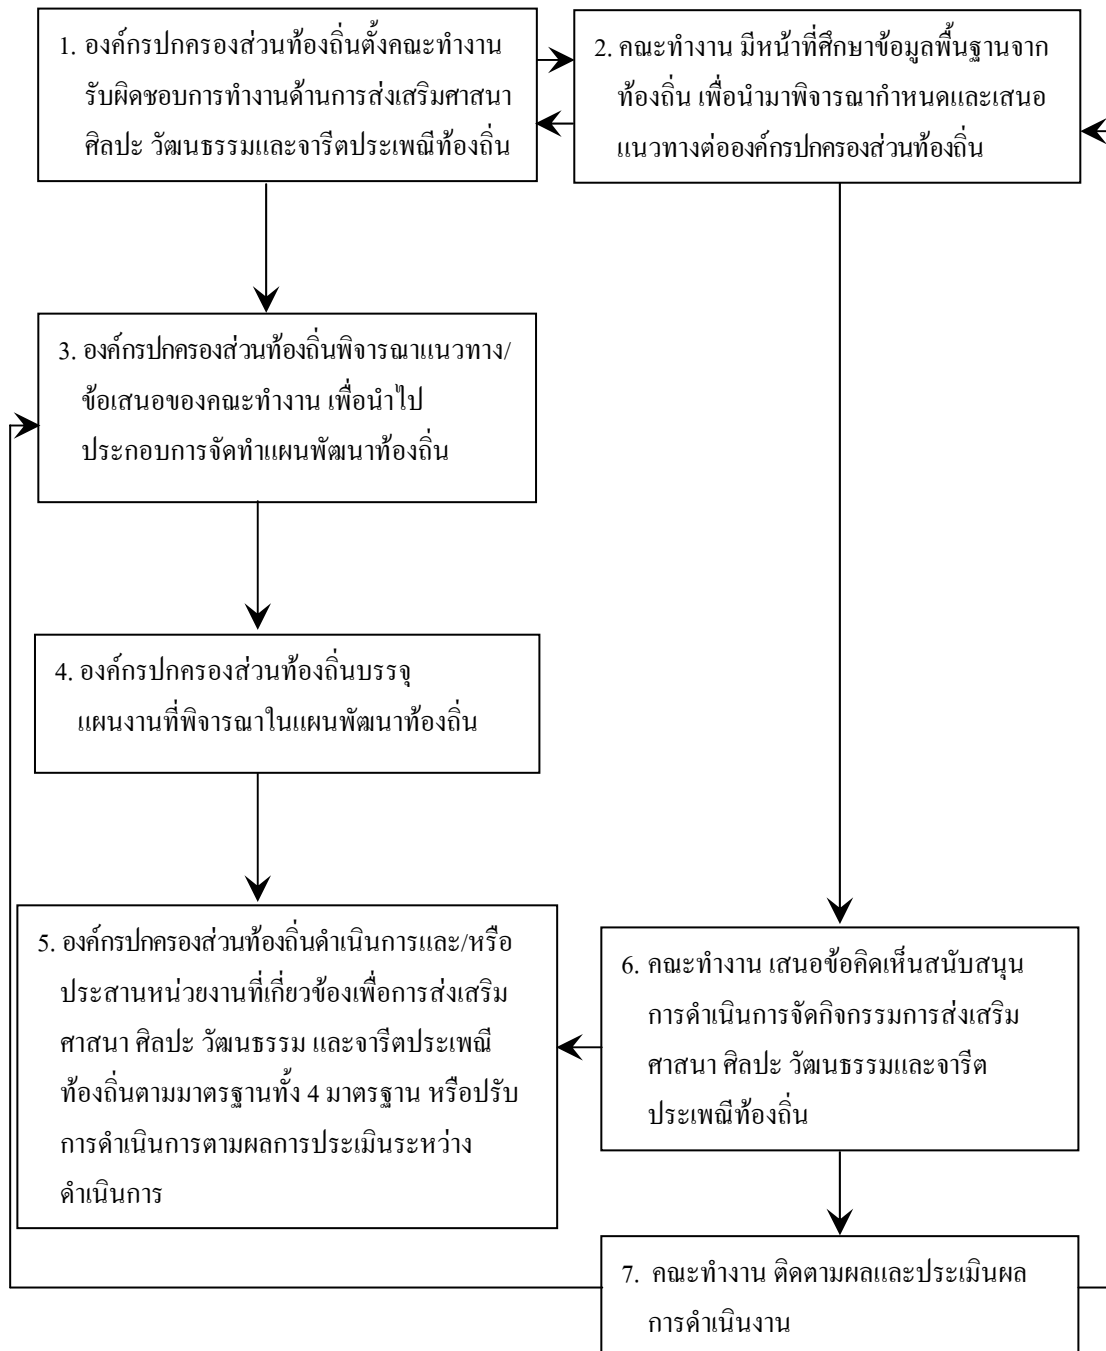 1. องค์กรปกครองส่วนท้องถิ่นตั้งคณะทำงาน
รับผิดชอบการทำงานด้านการส่งเสริมศาสนา
ศิลปะ วัฒนธรรมและจารีตประเพณีท้องถิ่น
2. คณะทำงาน มีหน้าที่ศึกษาข้อมูลพื้นฐานจาก
ท้องถิ่น เพื่อนำมาพิจารณากำหนดและเสนอ
แนวทางต่อองค์กรปกครองส่วนท้องถิ่น
3. องค์กรปกครองส่วนท้องถิ่นพิจารณาแนวทาง/
ข้อเสนอของคณะทำงาน เพื่อนำไป
ประกอบการจัดทำแผนพัฒนาท้องถิ่น
4. องค์กรปกครองส่วนท้องถิ่นบรรจุ
แผนงานที่พิจารณาในแผนพัฒนาท้องถิ่น
5. องค์กรปกครองส่วนท้องถิ่นดำเนินการและ/หรือ
ประสานหน่วยงานที่เกี่ยวข้องเพื่อการส่งเสริม
ศาสนา ศิลปะ วัฒนธรรม และจารีตประเพณี
ท้องถิ่นตามมาตรฐานทั้ง 4 มาตรฐาน หรือปรับ
การดำเนินการตามผลการประเมินระหว่าง
ดำเนินการ
6. คณะทำงาน เสนอข้อคิดเห็นสนับสนุน
การดำเนินการจัดกิจกรรมการส่งเสริม
ศาสนา ศิลปะ วัฒนธรรมและจารีต
ประเพณีท้องถิ่น
7. คณะทำงาน ติดตามผลและประเมินผล
การดำเนินงาน